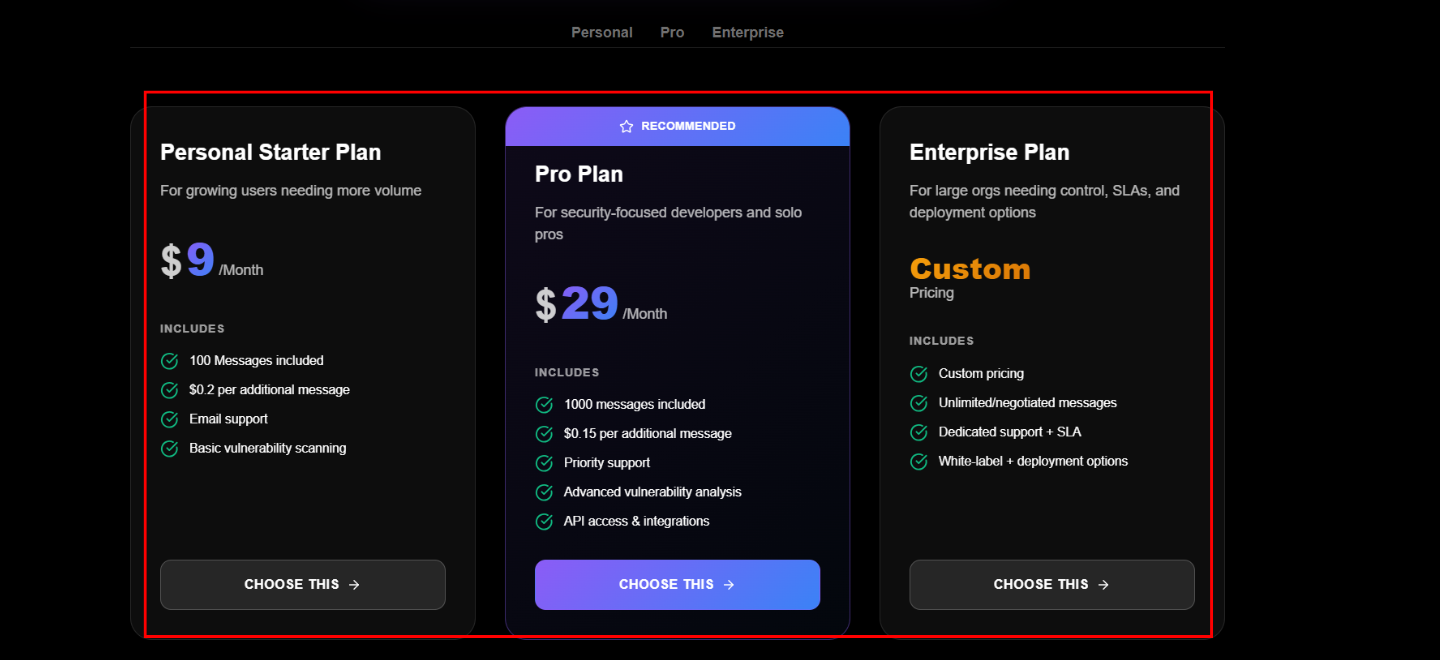 Personal Pro Enterprise
Personal Starter Plan
For growing users needing more volume
$9 /Month
INCLUDES
100 Messages included
$0.2 per additional message
Email support
Basic vulnerability scanning
CHOOSE THIS →
RECOMMENDED
Pro Plan
For security-focused developers and solo
pros
$29 /Month
INCLUDES
1000 messages included
$0.15 per additional message
Priority support
Advanced vulnerability analysis
API access & integrations
CHOOSE THIS →
Enterprise Plan
For large orgs needing control, SLAs, and
deployment options
Custom
Pricing
INCLUDES
Custom pricing
Unlimited/negotiated messages
Dedicated support + SLA
White-label + deployment options
CHOOSE THIS →